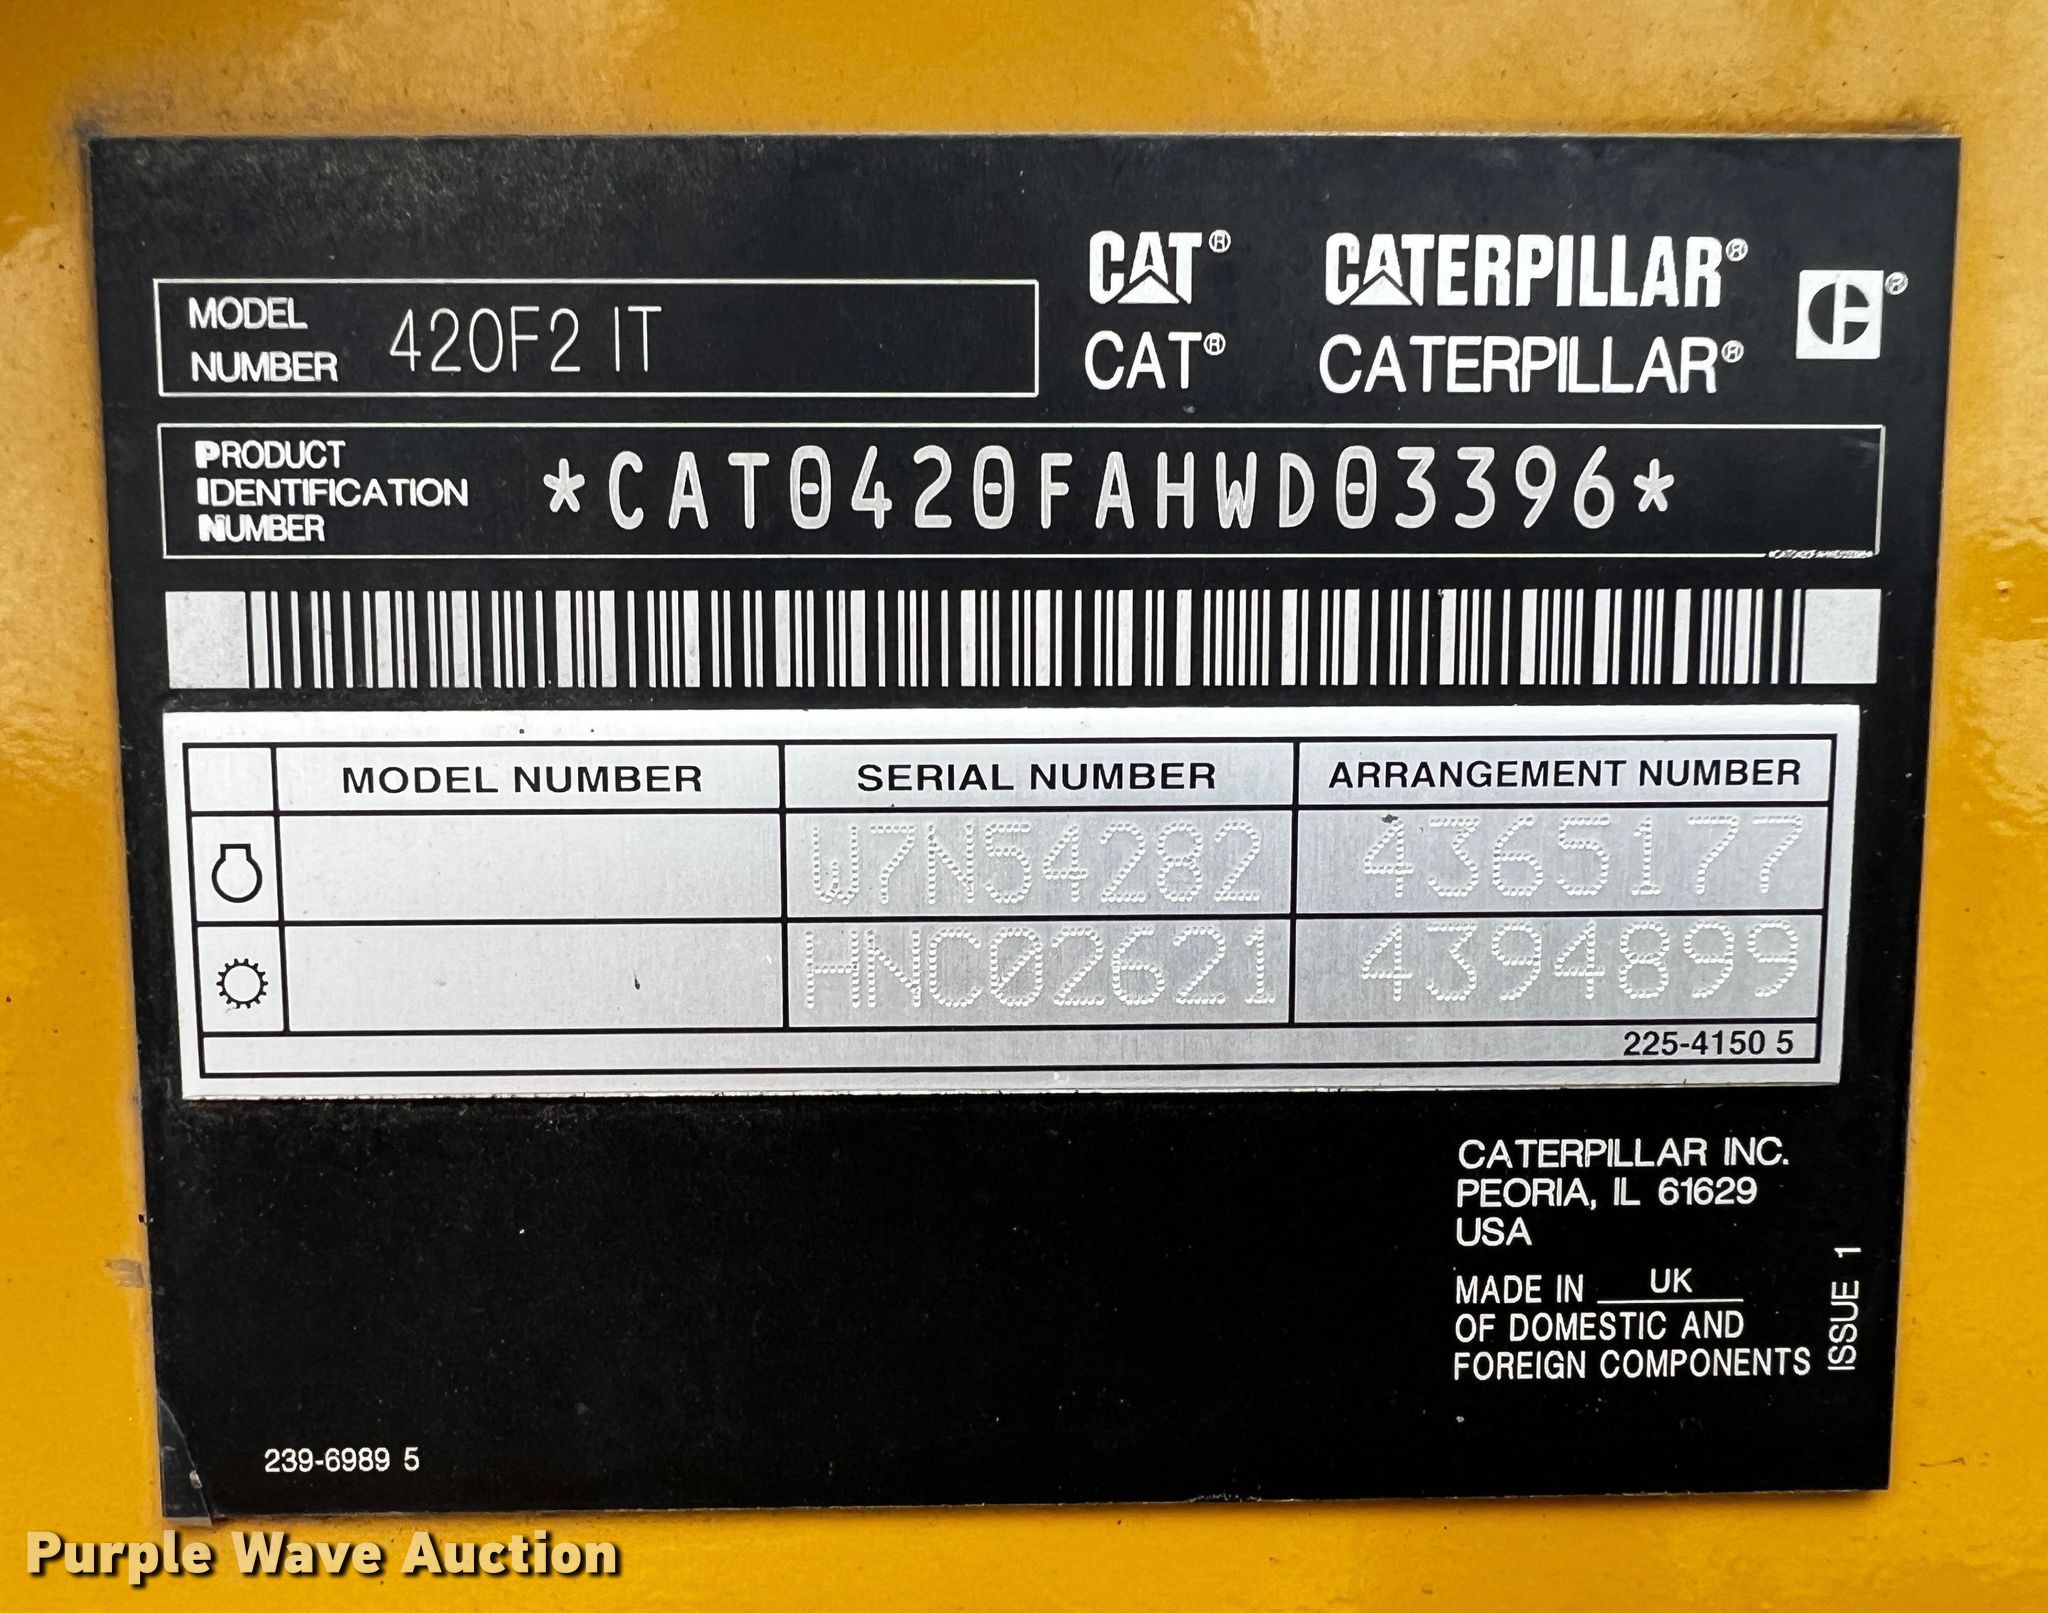 MODEL NUMBER 420F2 IT
CAT® CATERPILLAR® ®
CAT® CATERPILLAR®
PRODUCT IDENTIFICATION NUMBER *CAT0420FAHWD03396*
MODEL NUMBER SERIAL NUMBER ARRANGEMENT NUMBER
W7N54282 4365177
HNC02621 4394899
225-4150 5
CATERPILLAR INC.
PEORIA, IL 61629
USA
MADE IN UK
OF DOMESTIC AND
FOREIGN COMPONENTS
ISSUE 1
239-6989 5
Purple Wave Auction